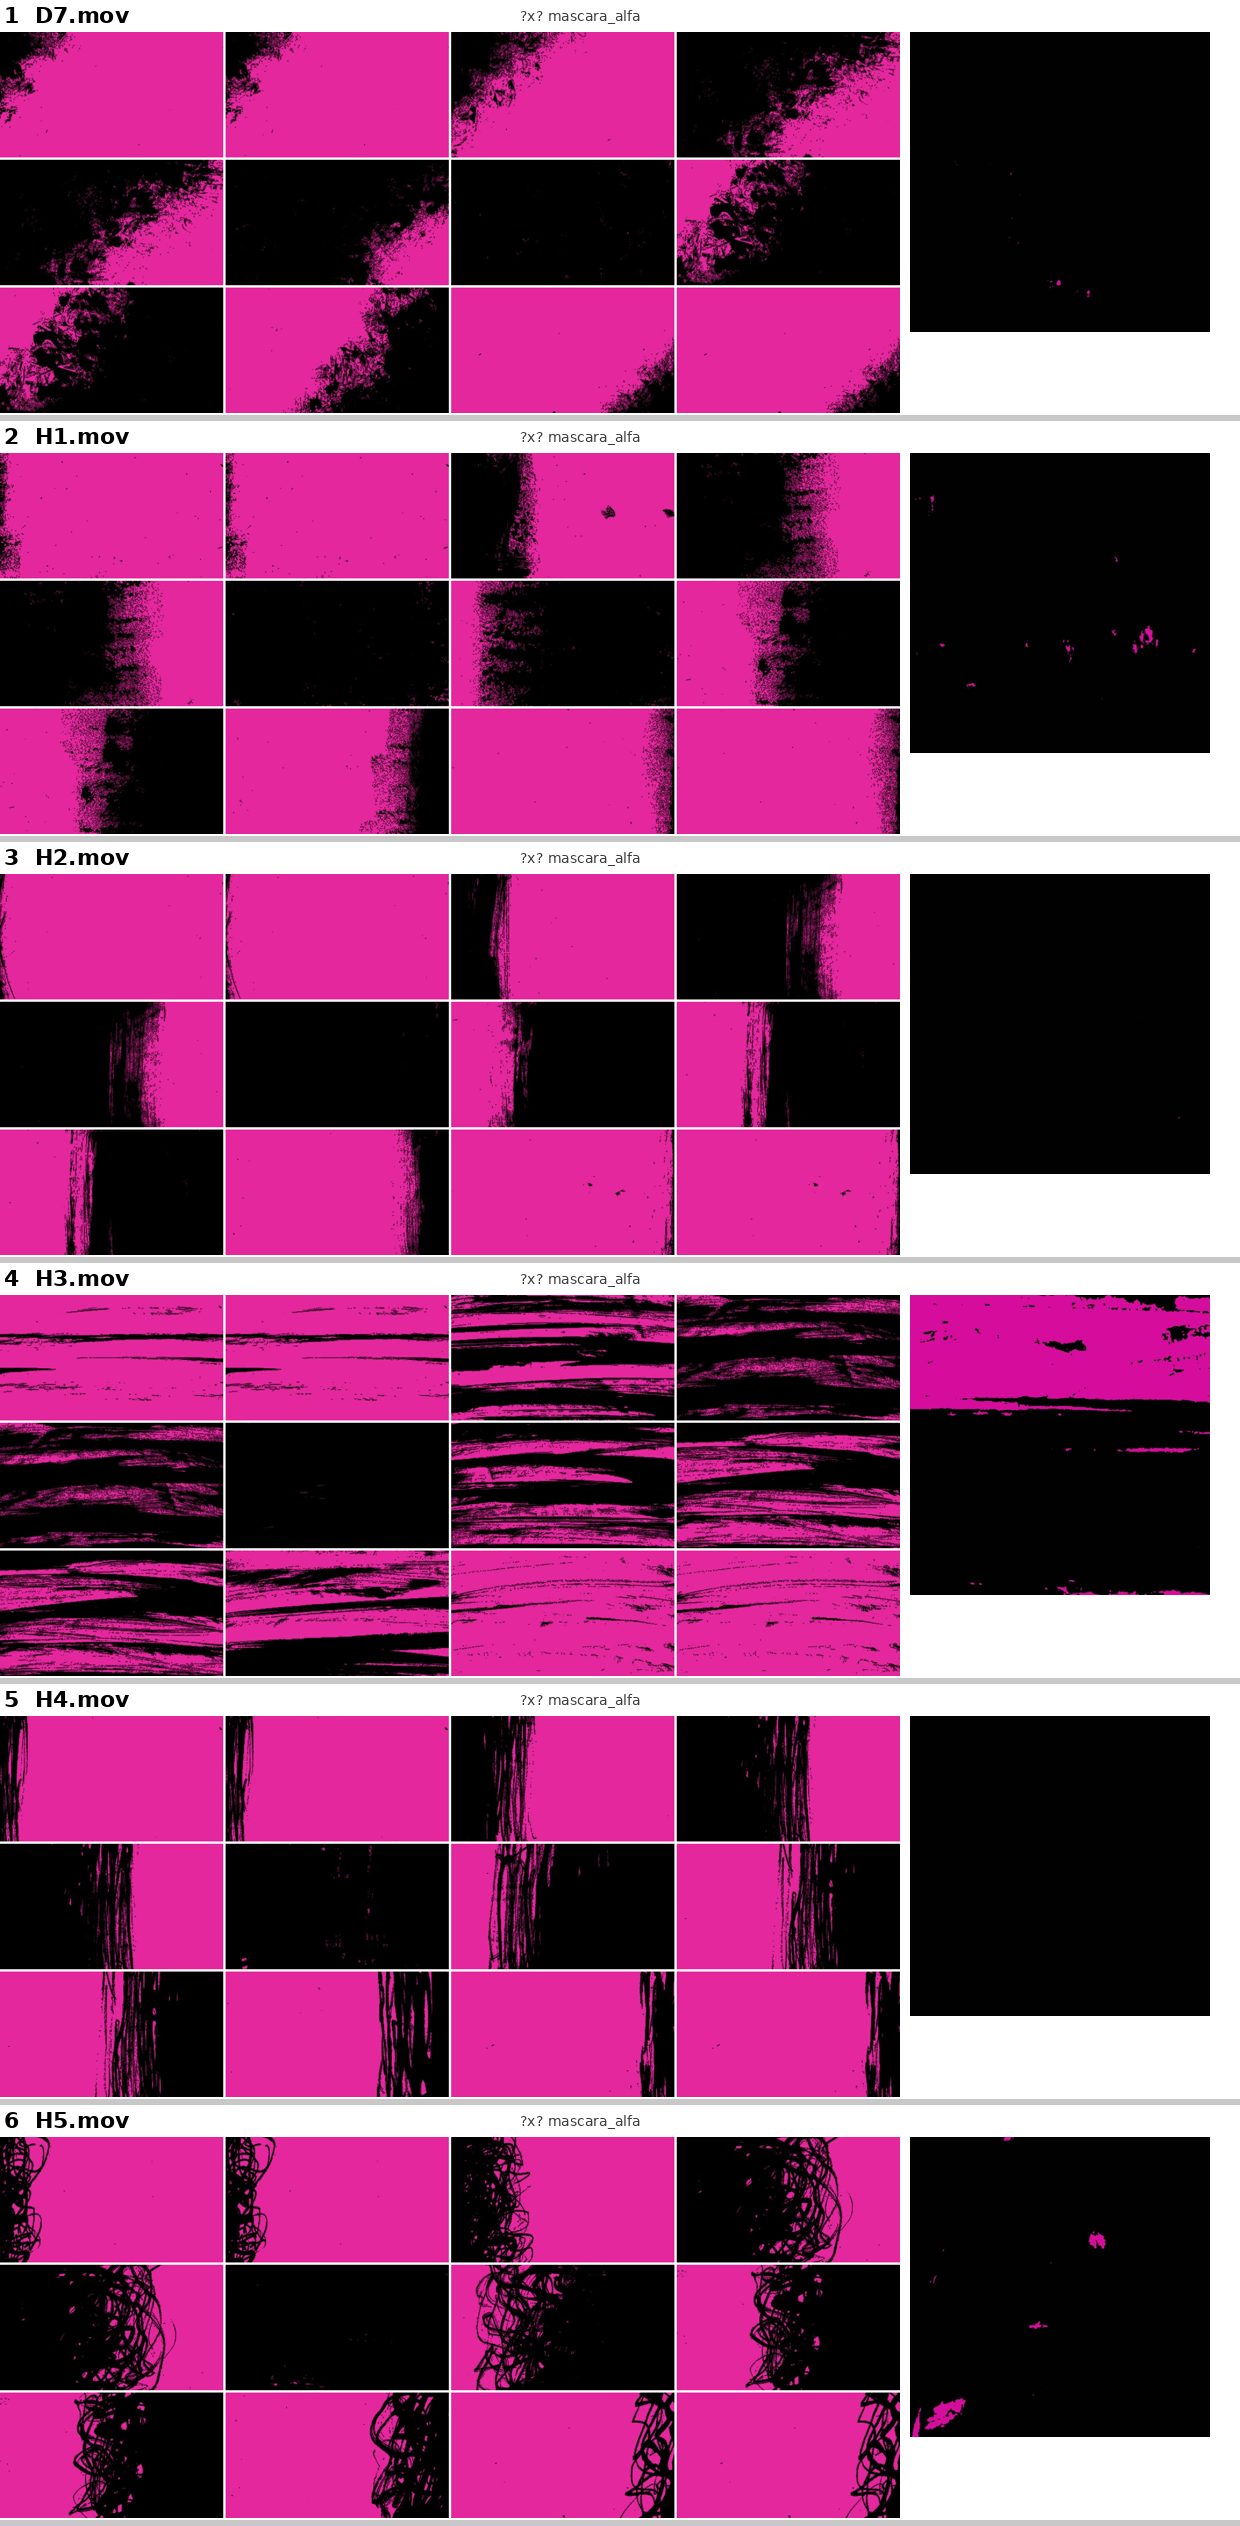 1 D7.mov ?x? mascara_alfa
2 H1.mov ?x? mascara_alfa
3 H2.mov ?x? mascara_alfa
4 H3.mov ?x? mascara_alfa
5 H4.mov ?x? mascara_alfa
6 H5.mov ?x? mascara_alfa